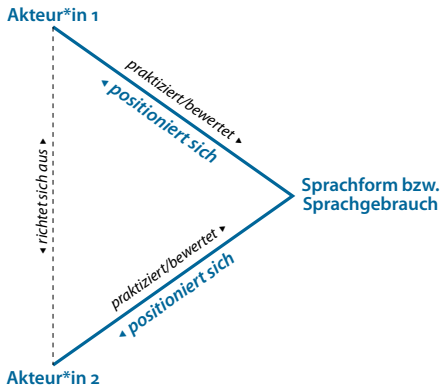 Akteur*in 1
praktiziert/bewertet ▸
◂ positioniert sich
◂ richtet sich aus ▸
Sprachform bzw.
Sprachgebrauch
praktiziert/bewertet ▸
◂ positioniert sich
Akteur*in 2